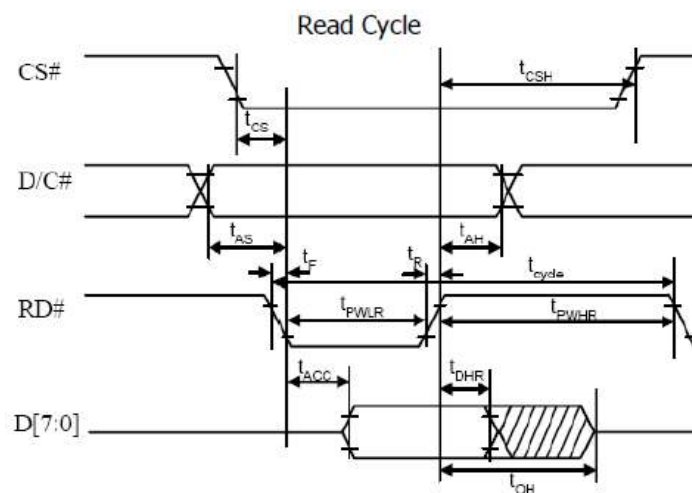 Read Cycle
CS#
tCSH
tCS
D/C#
tAS
tAH
tF
tR
tcycle
RD#
tPWLR
tPWHR
tACC
tDHR
D[7:0]
tOH